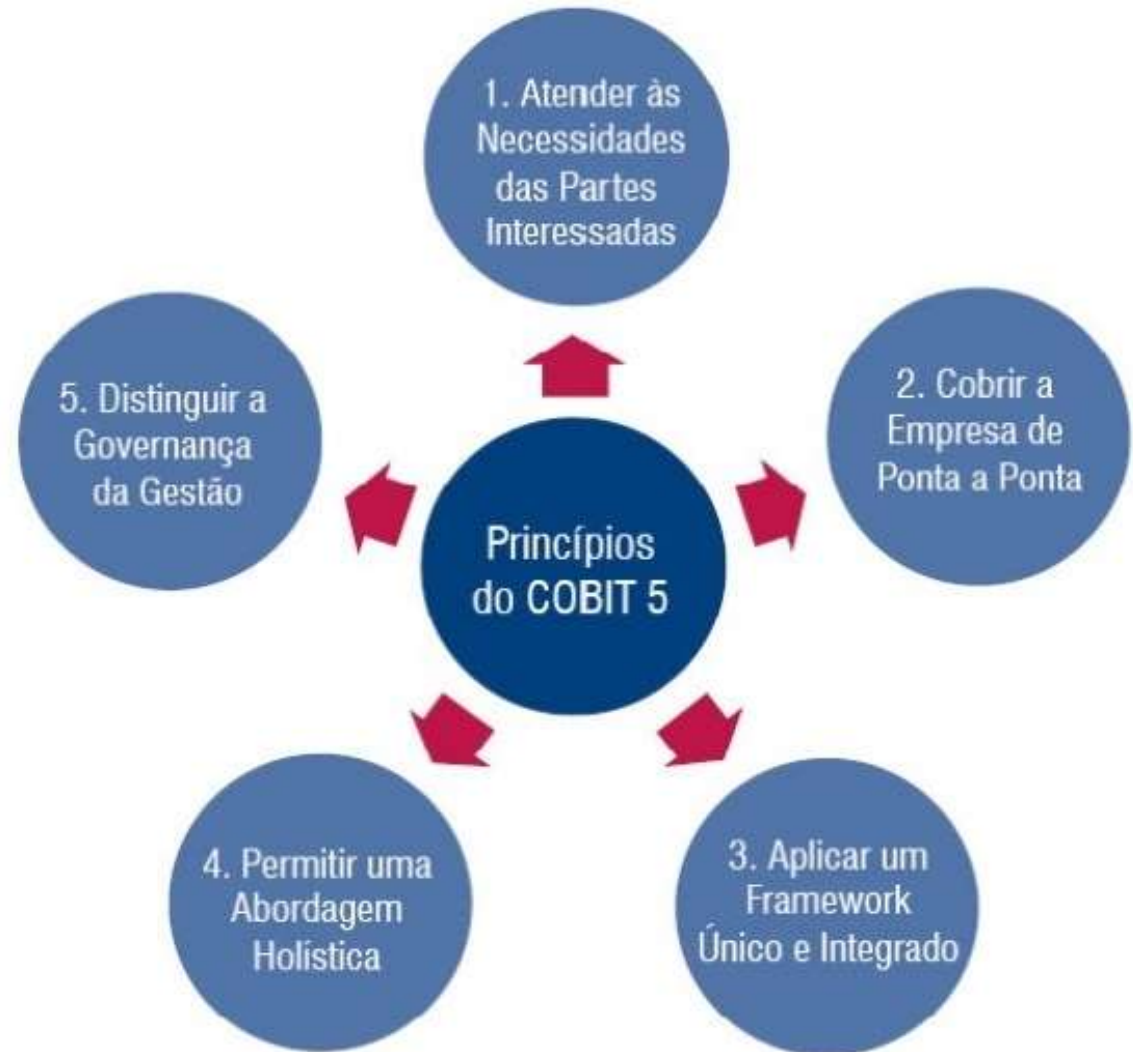 1. Atender às
Necessidades
das Partes
Interessadas
2. Cobrir a
Empresa de
Ponta a Ponta
3. Aplicar um
Framework
Único e Integrado
4. Permitir uma
Abordagem
Holística
5. Distinguir a
Governança
da Gestão
Princípios
do COBIT 5